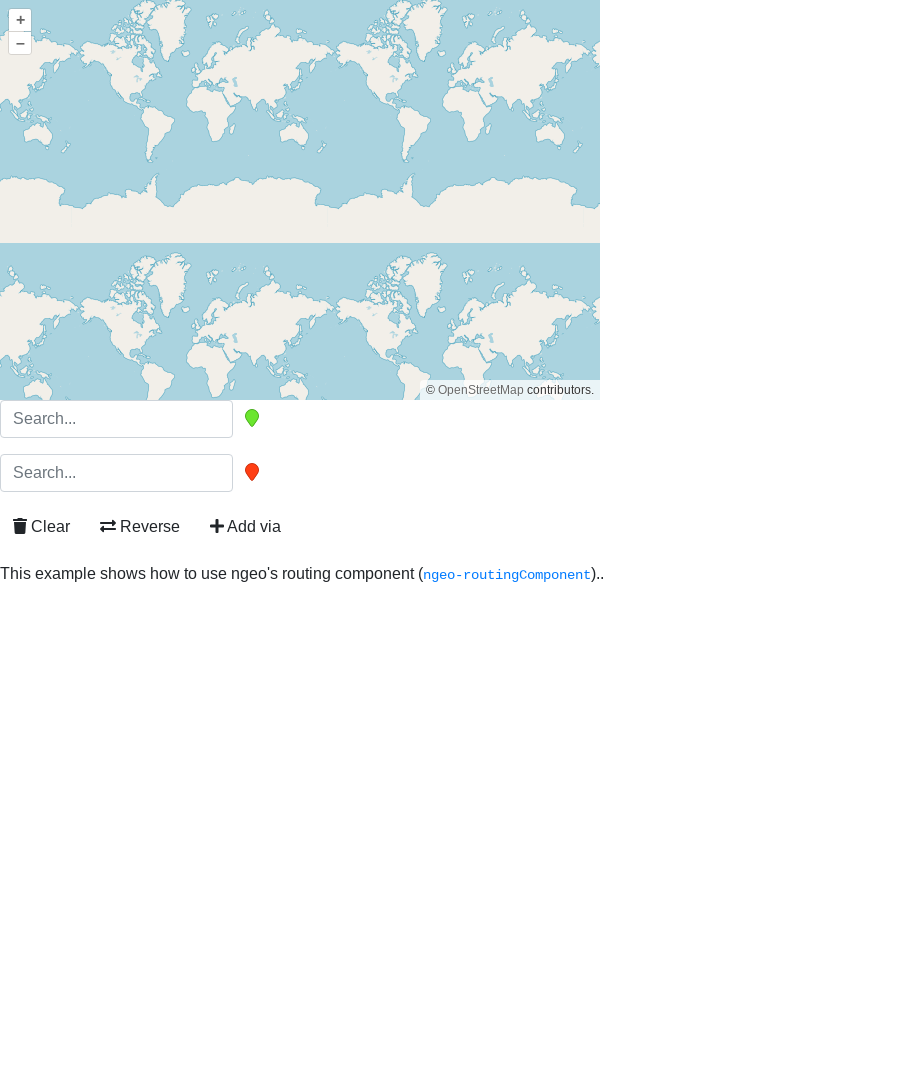 +
–
© OpenStreetMap contributors.
Search...
Search...
Clear Reverse Add via
This example shows how to use ngeo's routing component (ngeo-routingComponent)..